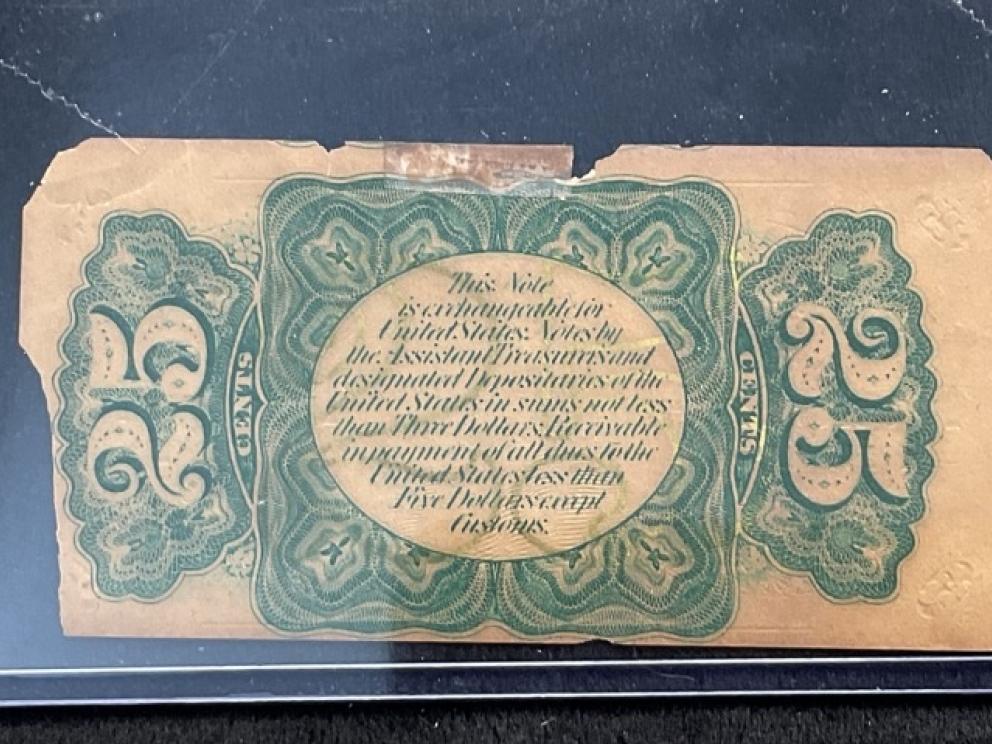 This Note
is exchangeable for
United States Notes by
the Assistant Treasurers and
designated Depositaries of the
United States in sums not less
than Three Dollars. Receivable
in payment of all dues to the
United States less than
Five Dollars except
Customs.
25
CENTS
CENTS
25